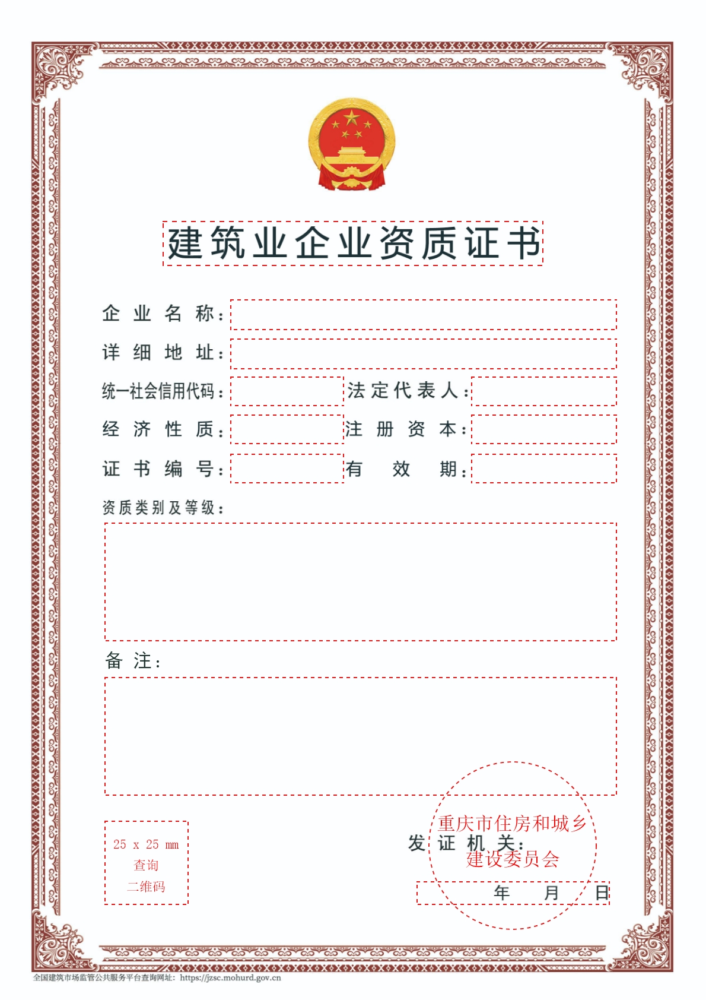 建筑业企业资质证书
企业名称：
详细地址：
统一社会信用代码： 法定代表人：
经济性质： 注册资本：
证书编号： 有效期：
资质类别及等级：
备注：
25 x 25 mm
查询
二维码
重庆市住房和城乡
发证机关：
建设委员会
年 月 日
全国建筑市场监管公共服务平台查询网址：https://jzsc.mohurd.gov.cn